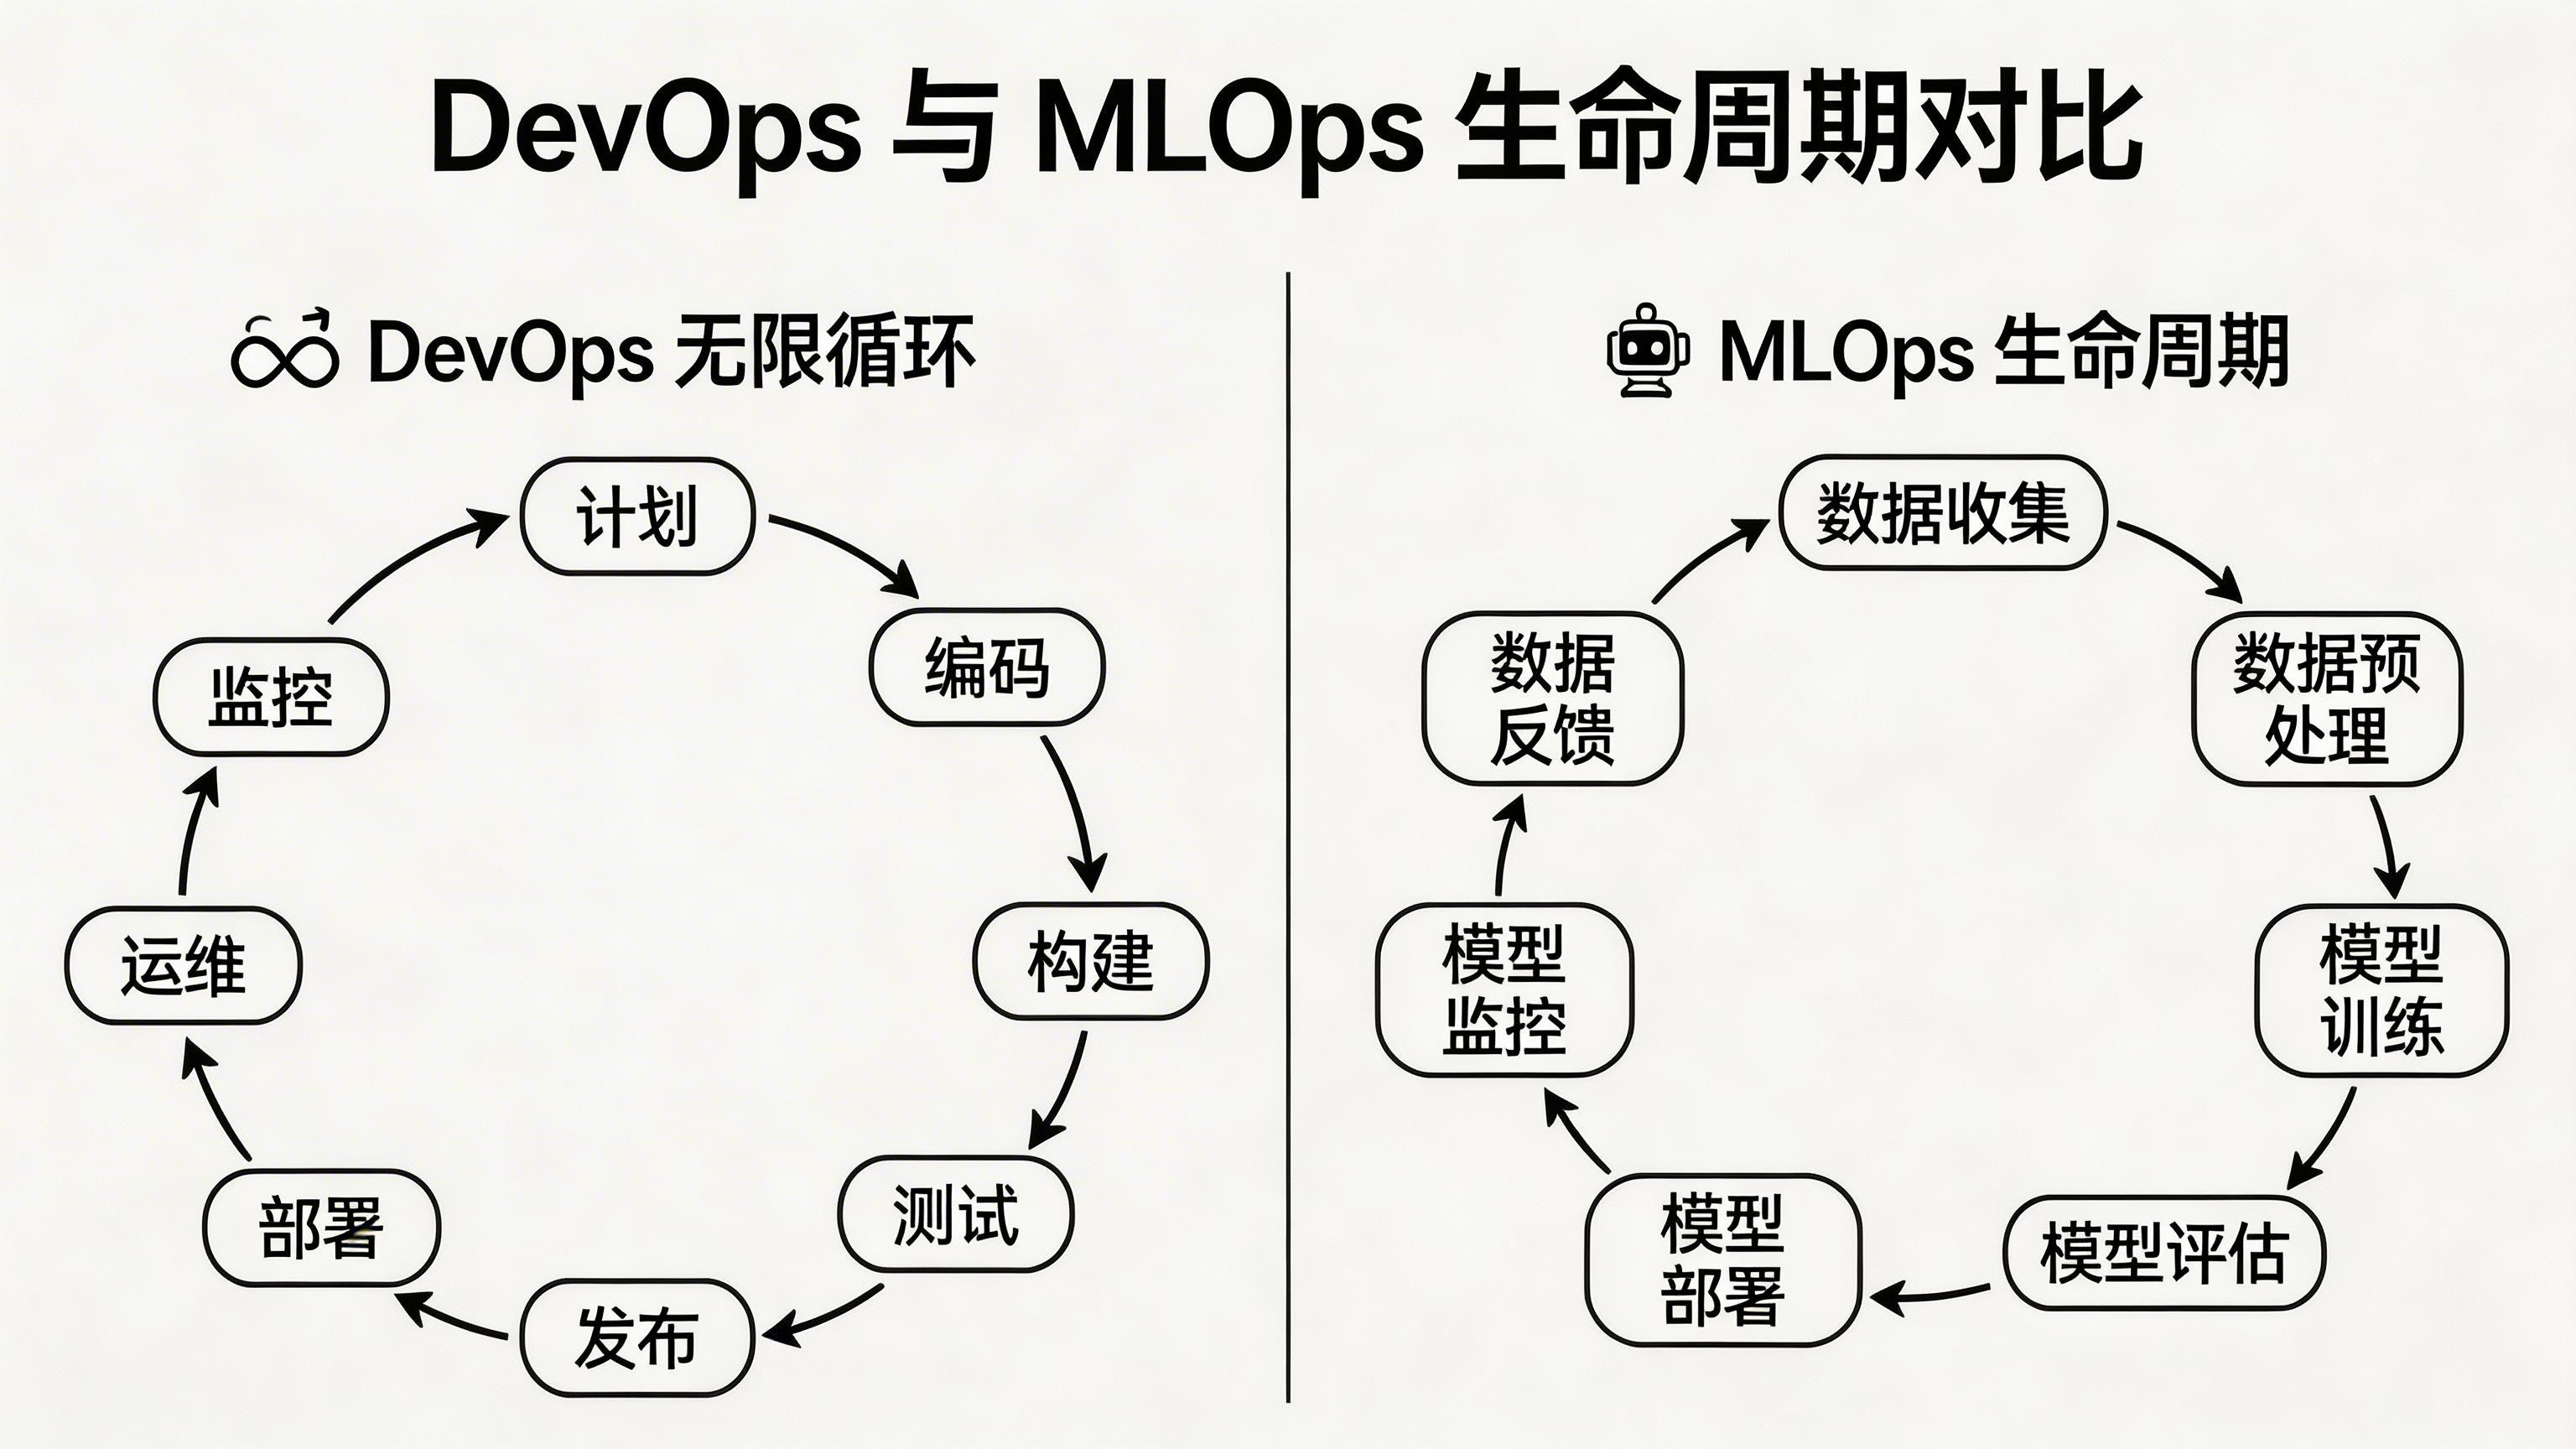 DevOps 与 MLOps 生命周期对比
DevOps 无限循环
计划
编码
构建
测试
发布
部署
运维
监控
MLOps 生命周期
数据收集
数据预
处理
模型
训练
模型评估
模型
部署
模型
监控
数据
反馈